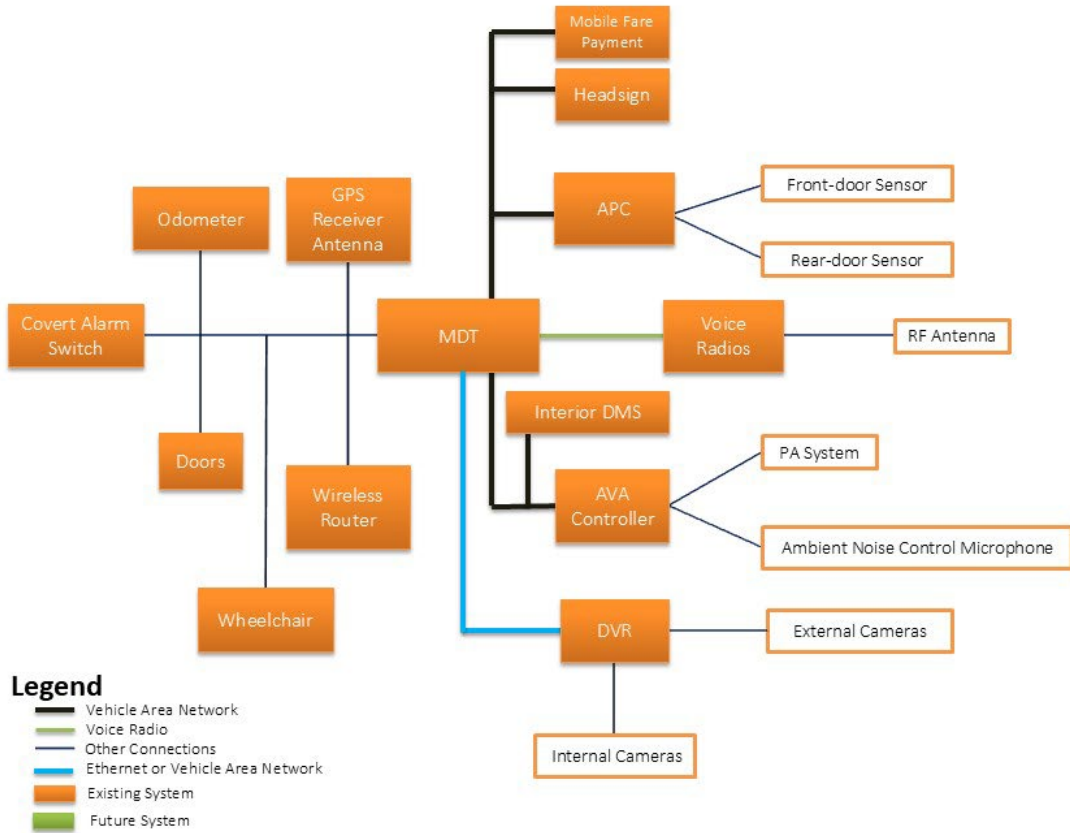 Mobile Fare
Payment
Headsign
APC
Front-door Sensor
Rear-door Sensor
Odometer
GPS
Receiver
Antenna
Covert Alarm
Switch
MDT
Voice
Radios
RF Antenna
Interior DMS
Doors
Wireless
Router
AVA
Controller
PA System
Ambient Noise Control Microphone
Wheelchair
DVR
External Cameras
Internal Cameras
Legend
Vehicle Area Network
Voice Radio
Other Connections
Ethernet or Vehicle Area Network
Existing System
Future System